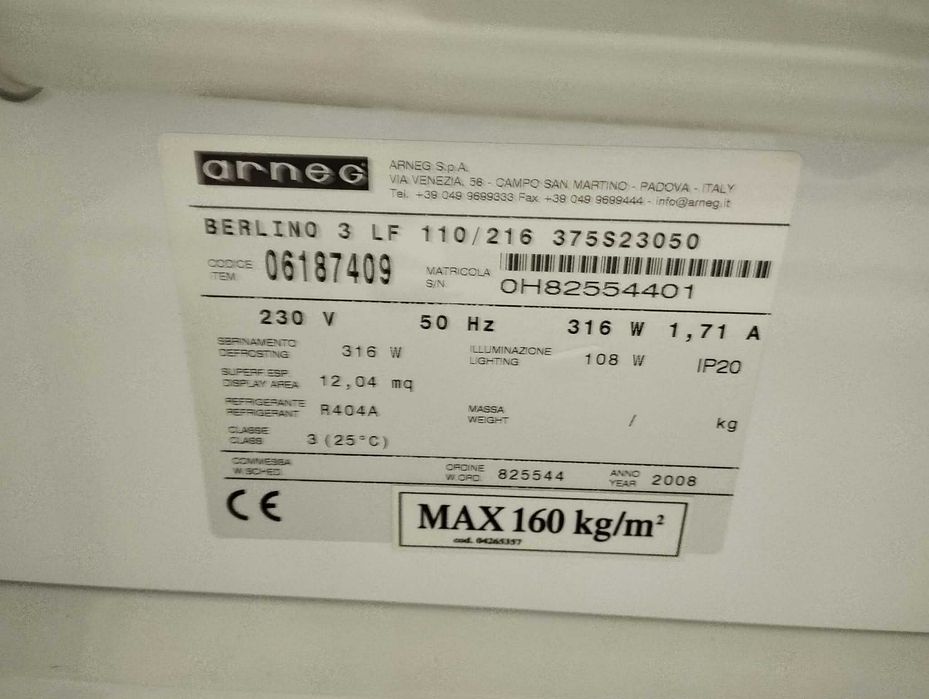 arneg
ARNEG S.p.A.
VIA VENEZIA, 58 - CAMPO SAN MARTINO - PADOVA - ITALY
Tel. +39 049 9699333 Fax +39 049 9699444 - info@arneg.it
BERLINO 3 LF 110/216 375S23050
CODICE ITEM 06187409 MATRICOLA S/N 0H82554401
230 V 50 Hz 316 W 1,71 A
SBRINAMENTO DEFROSTING 316 W ILLUMINAZIONE LIGHTING 108 W IP20
SUPERF. ESP. DISPLAY AREA 12,04 mq
REFRIGERANTE REFRIGERANT R404A MASSA WEIGHT / kg
CLASSE CLASS 3 (25°C)
COMMESSA W.SCHED. ORDINE W.ORD. 825544 ANNO YEAR 2008
CE MAX 160 kg/m²
cod. 04265357